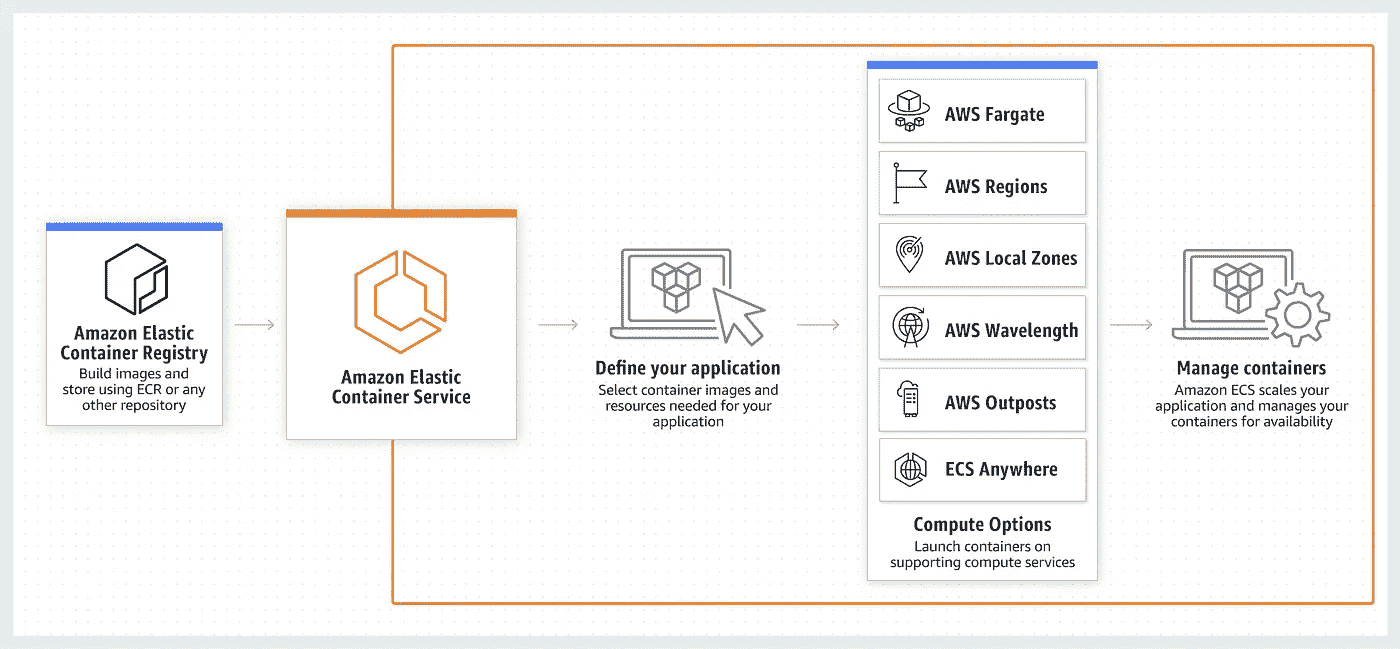 Amazon Elastic
Container Registry
Build images and
store using ECR or any
other repository
Amazon Elastic
Container Service
Define your application
Select container images and
resources needed for your
application
AWS Fargate
AWS Regions
AWS Local Zones
AWS Wavelength
AWS Outposts
ECS Anywhere
Compute Options
Launch containers on
supporting compute services
Manage containers
Amazon ECS scales your
application and manages your
containers for availability